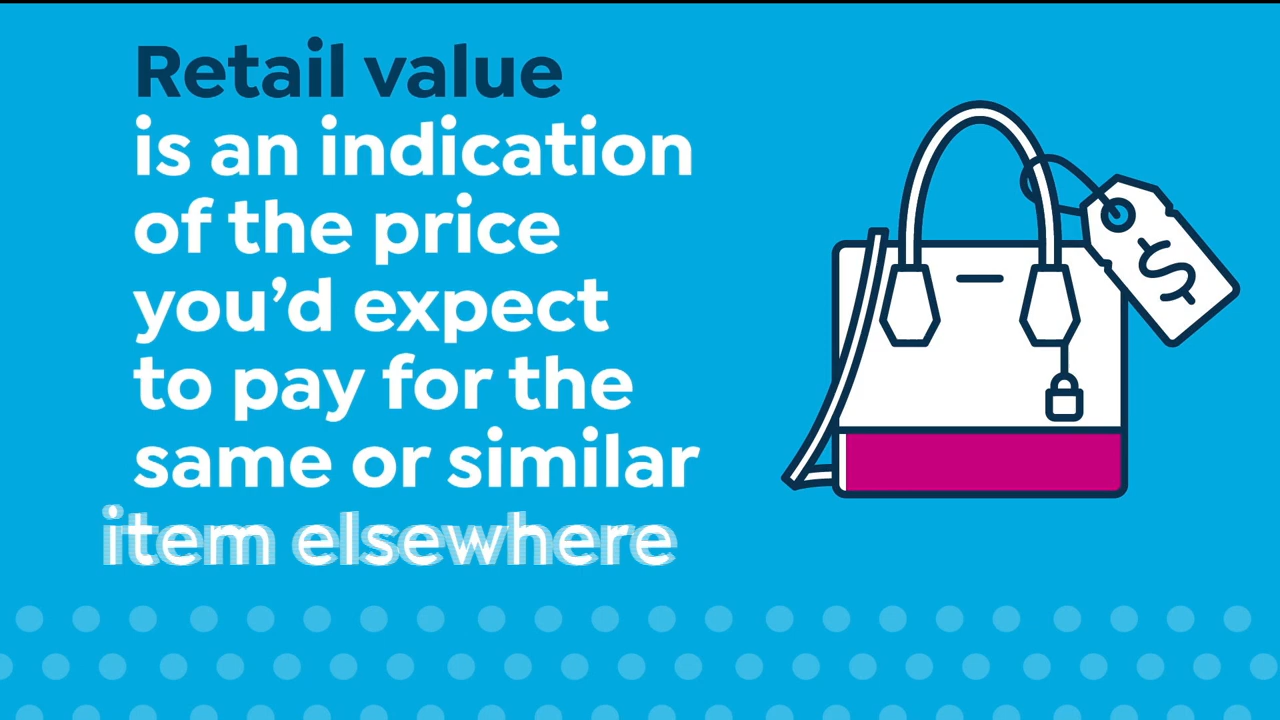 Retail value
is an indication
of the price
you’d expect
to pay for the
same or similar
item elsewhere
$